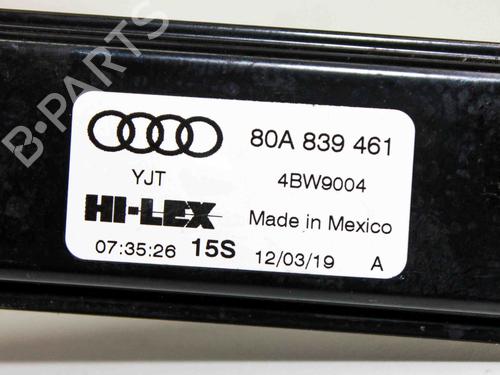 B-PARTS
80A 839 461
YJT 4BW9004
HI-LEX Made in Mexico
07:35:26 15S 12/03/19 A